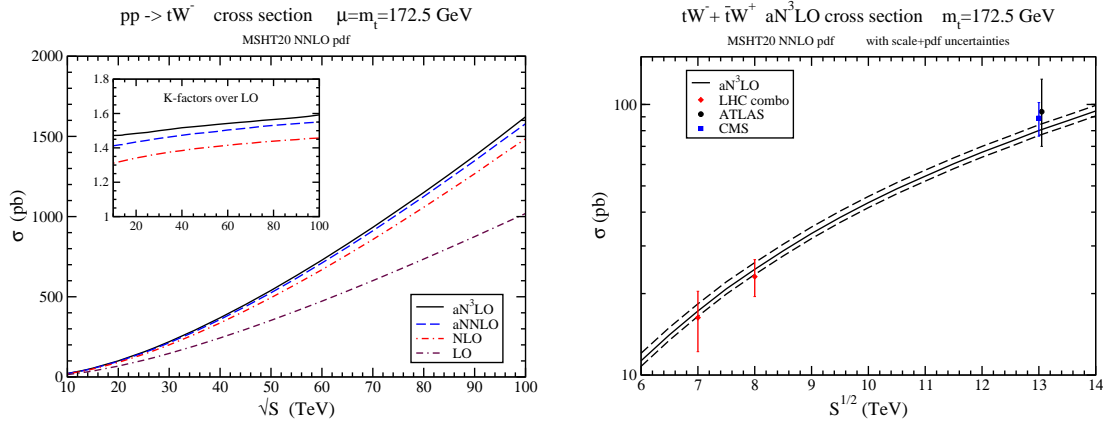 pp -> tW⁻ cross section μ=mₜ=172.5 GeV
MSHT20 NNLO pdf
σ (pb)
2000
1500
1000
500
0
1.8
1.6
1.4
1.2
1
K-factors over LO
20 40 60 80 100
aN³LO
aNNLO
NLO
LO
10 20 30 40 50 60 70 80 90 100
√S (TeV)
tW⁻ + t̄W⁺ aN³LO cross section mₜ=172.5 GeV
MSHT20 NNLO pdf with scale+pdf uncertainties
σ (pb)
100
10
aN³LO
LHC combo
ATLAS
CMS
6 7 8 9 10 11 12 13 14
S^{1/2} (TeV)